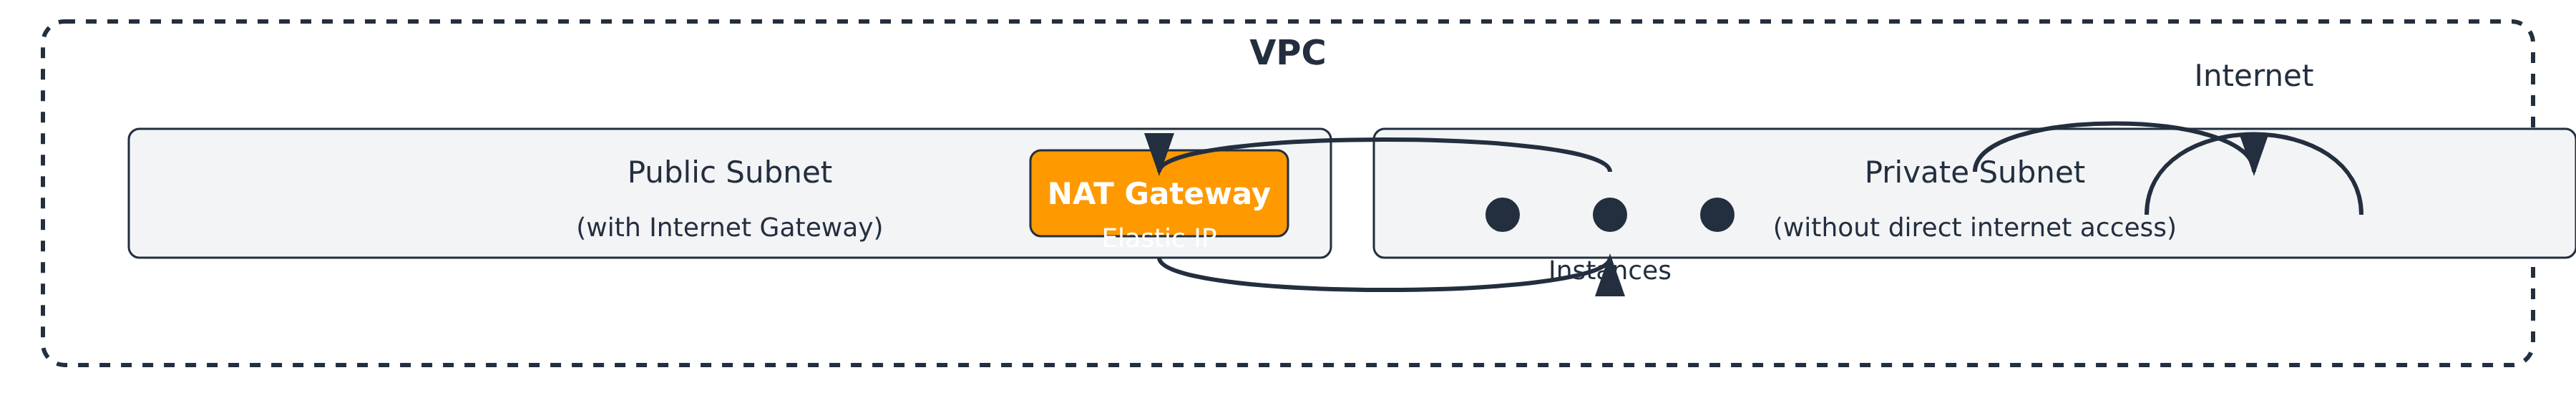 VPC
Internet
Public Subnet
(with Internet Gateway)
NAT Gateway
Elastic IP
Instances
Private Subnet
(without direct internet access)